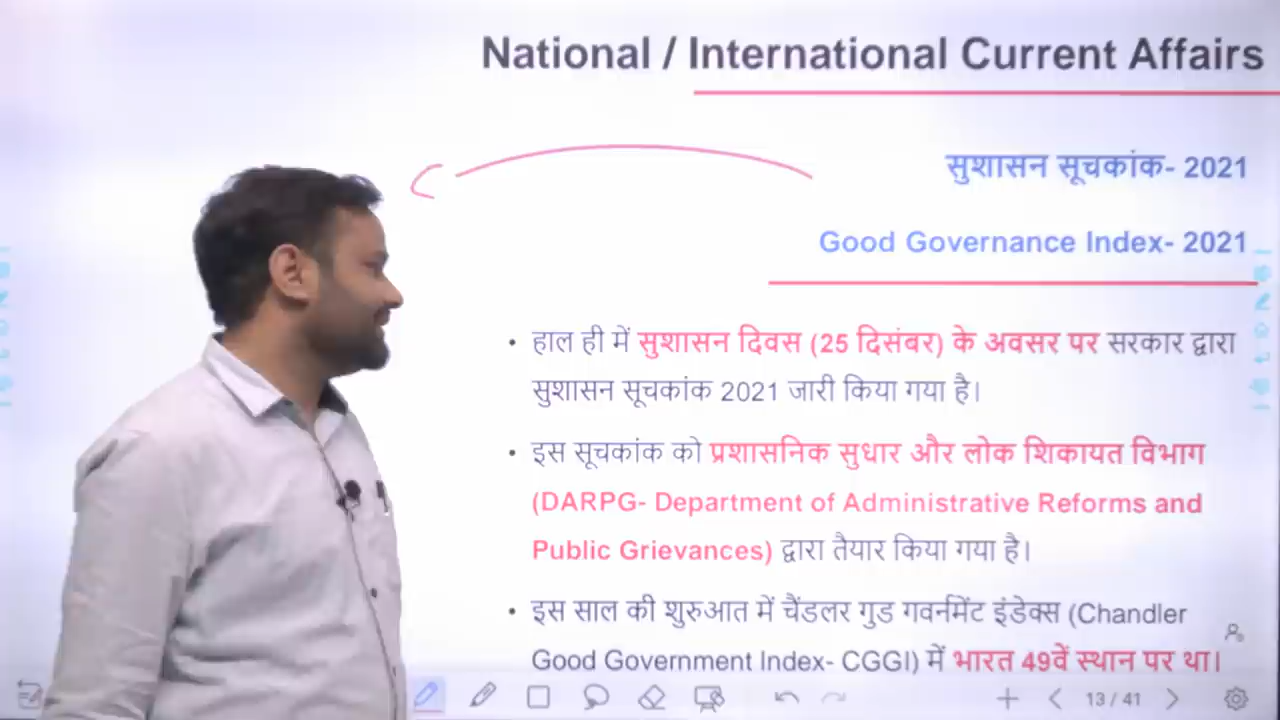 National / International Current Affairs
सुशासन सूचकांक- 2021
Good Governance Index- 2021
• हाल ही में सुशासन दिवस (25 दिसंबर) के अवसर पर सरकार द्वारा
सुशासन सूचकांक 2021 जारी किया गया है।
• इस सूचकांक को प्रशासनिक सुधार और लोक शिकायत विभाग
(DARPG- Department of Administrative Reforms and
Public Grievances) द्वारा तैयार किया गया है।
• इस साल की शुरुआत में चैंडलर गुड गवर्नमेंट इंडेक्स (Chandler
Good Government Index- CGGI) में भारत 49वें स्थान पर था।
13 / 41